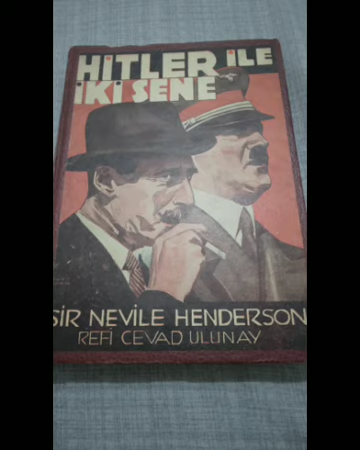 HİTLER İLE
İKİ SENE
SİR NEVİLE HENDERSON
REFİ CEVAD ULUNAY